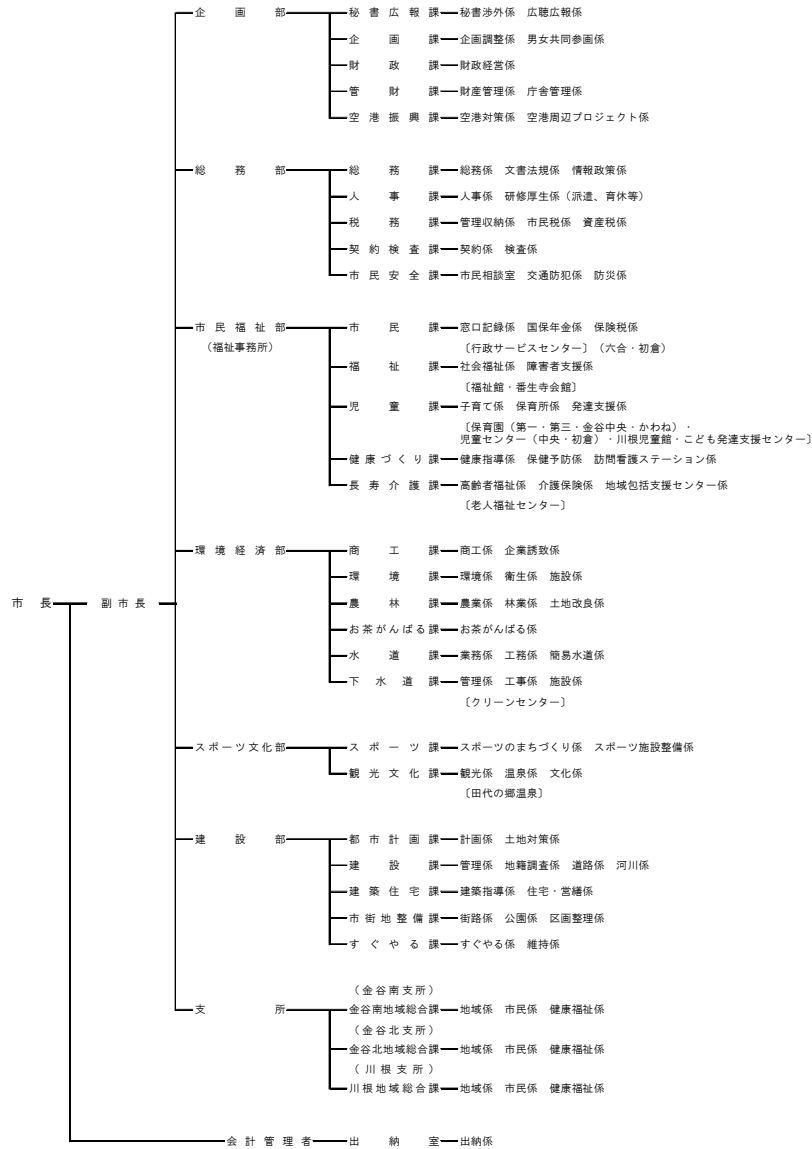 企画部 秘書広報課 秘書渉外係 広聴広報係
企画課 企画調整係 男女共同参画係
財政課 財政経営係
管財課 財産管理係 庁舎管理係
空港振興課 空港対策係 空港周辺プロジェクト係
総務部 総務課 総務係 文書法規係 情報政策係
人事課 人事係 研修厚生係（派遣、育休等）
税務課 管理収納係 市民税係 資産税係
契約検査課 契約係 検査係
市民安全課 市民相談室 交通防犯係 防災係
市民福祉部 市民課 窓口記録係 国保年金係 保険税係
（福祉事務所） 〔行政サービスセンター〕（六合・初倉）
福祉課 社会福祉係 障害者支援係
〔福祉館・番生寺会館〕
児童課 子育て係 保育所係 発達支援係
〔保育園（第一・第三・金谷中央・かわね）・
児童センター（中央・初倉）・川根児童館・こども発達支援センター〕
健康づくり課 健康指導係 保健予防係 訪問看護ステーション係
長寿介護課 高齢者福祉係 介護保険係 地域包括支援センター係
〔老人福祉センター〕
環境経済部 商工課 商工係 企業誘致係
環境課 環境係 衛生係 施設係
市長 副市長 農林課 農業係 林業係 土地改良係
お茶がんばる課 お茶がんばる係
水道課 業務係 工務係 簡易水道係
下水道課 管理係 工事係 施設係
〔クリーンセンター〕
スポーツ文化部 スポーツ課 スポーツのまちづくり係 スポーツ施設整備係
観光文化課 観光係 温泉係 文化係
〔田代の郷温泉〕
建設部 都市計画課 計画係 土地対策係
建設課 管理係 地籍調査係 道路係 河川係
建築住宅課 建築指導係 住宅・営繕係
市街地整備課 街路係 公園係 区画整理係
すぐやる課 すぐやる係 維持係
（金谷南支所）
支所 金谷南地域総合課 地域係 市民係 健康福祉係
（金谷北支所）
金谷北地域総合課 地域係 市民係 健康福祉係
（川根支所）
川根地域総合課 地域係 市民係 健康福祉係
会計管理者 出納室 出納係